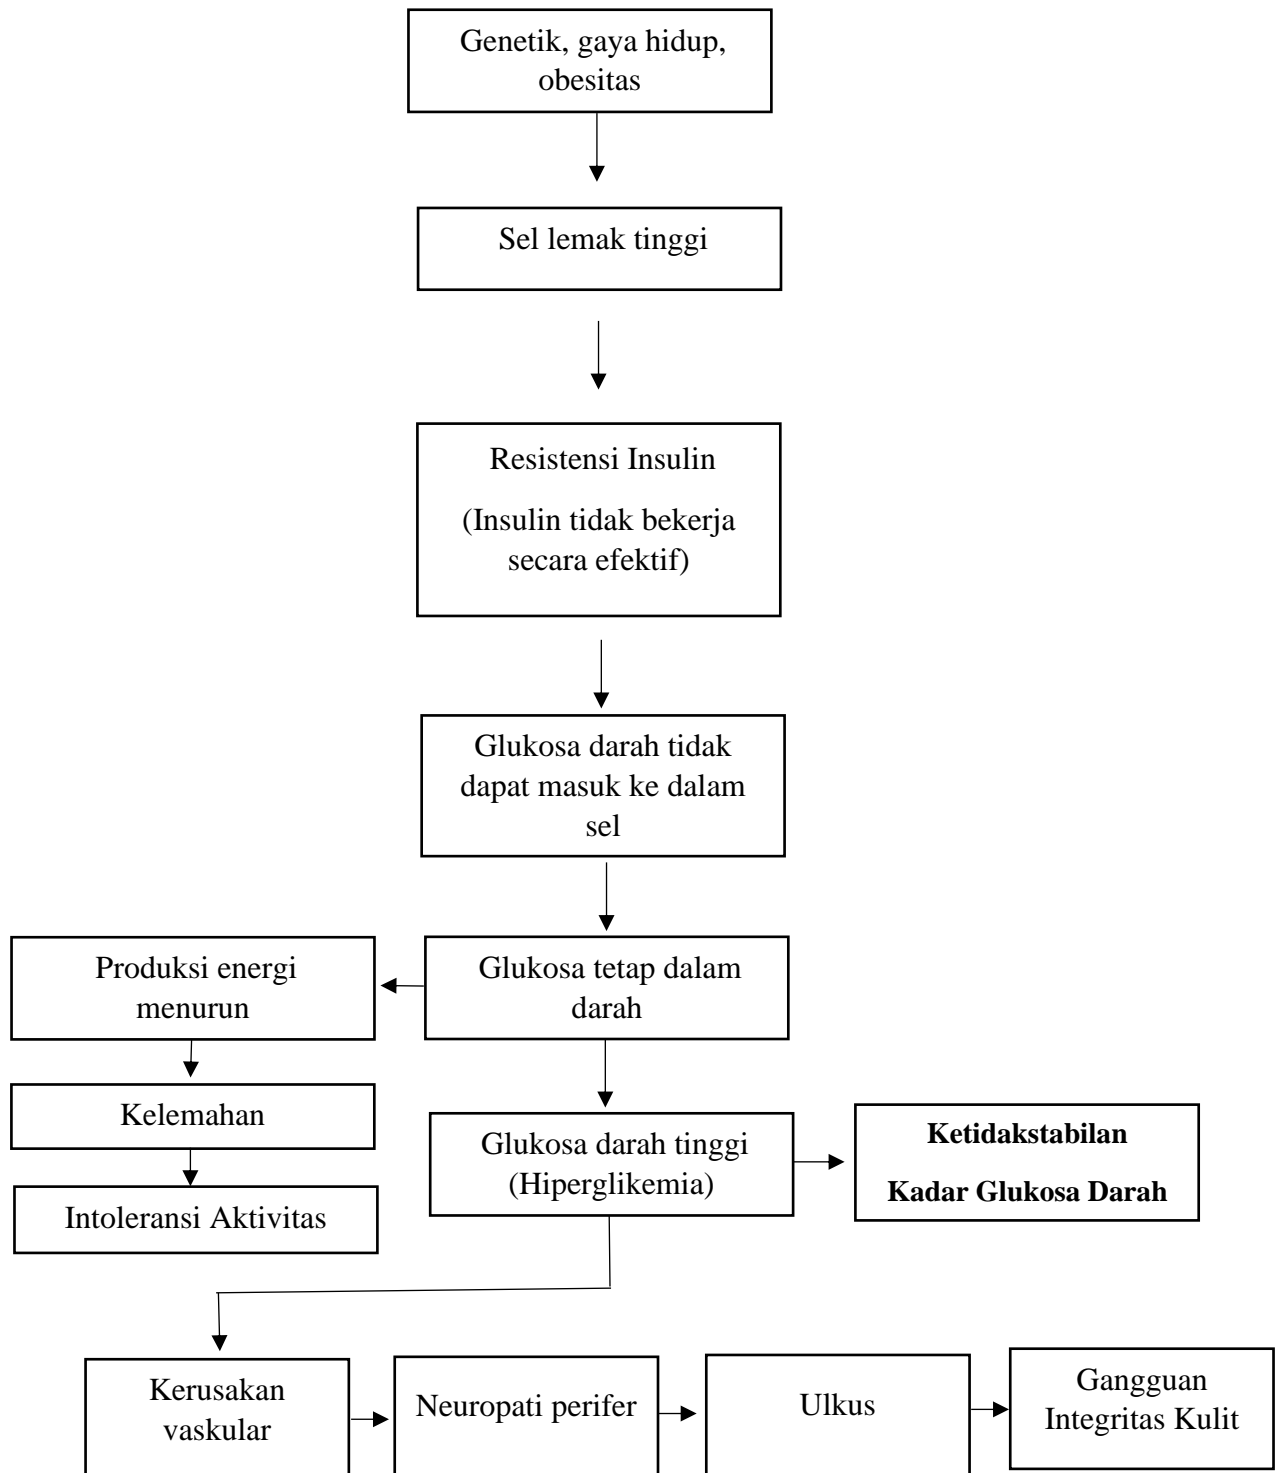 Genetik, gaya hidup,
obesitas
Sel lemak tinggi
Resistensi Insulin
(Insulin tidak bekerja
secara efektif)
Glukosa darah tidak
dapat masuk ke dalam
sel
Produksi energi
menurun
Glukosa tetap dalam
darah
Kelemahan
Glukosa darah tinggi
(Hiperglikemia)
Ketidakstabilan
Kadar Glukosa Darah
Intoleransi Aktivitas
Kerusakan
vaskular
Neuropati perifer
Ulkus
Gangguan
Integritas Kulit